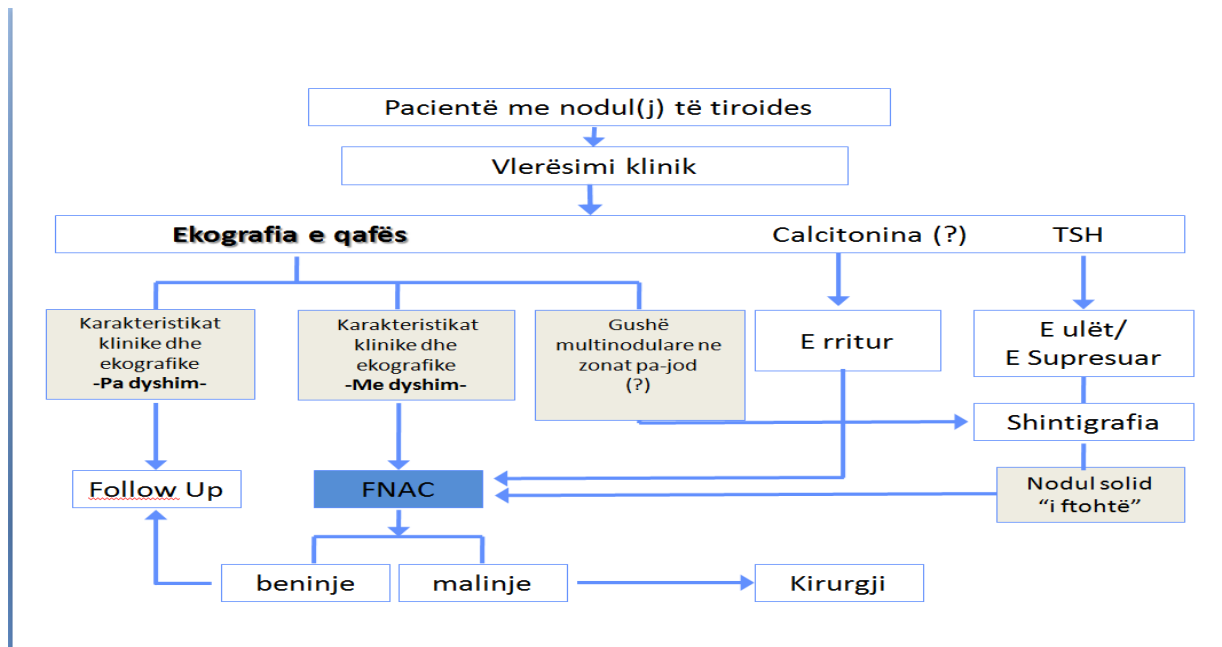 Pacientë me nodul(j) të tiroides
Vlerësimi klinik
Ekografia e qafës
Calcitonina (?)
TSH
Karakteristikat
klinike dhe
ekografike
-Pa dyshim-
Karakteristikat
klinike dhe
ekografike
-Me dyshim-
Gushë
multinodulare ne
zonat pa-jod
(?)
E rritur
E ulët/
E Supresuar
Shintigrafia
Follow Up
FNAC
Nodul solid
“i ftohtë”
beninje
malinje
Kirurgji